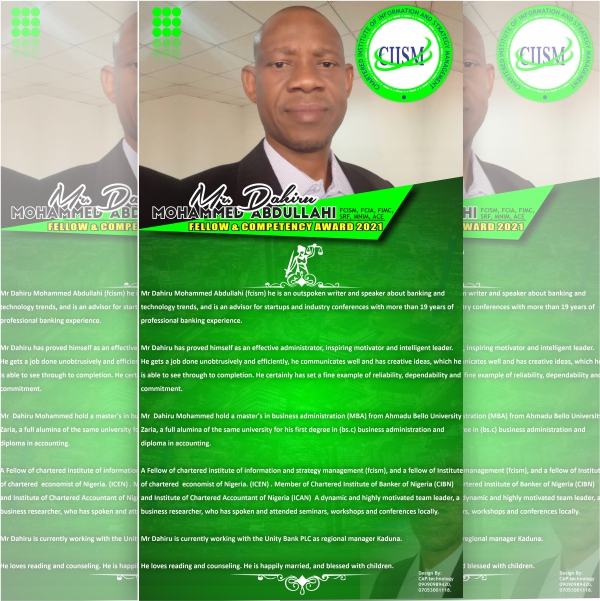 CHARTERED INSTITUTE OF INFORMATION AND STRATEGY MANAGEMENT
CIISM
Mr. Dahiru
MOHAMMED ABDULLAHI FCISM, FCIA, FIMC,
SRF, MNIM, ACE
FELLOW & COMPETENCY AWARD 2021
Mr Dahiru Mohammed Abdullahi (fcism) he is an outspoken writer and speaker about banking and
technology trends, and is an advisor for startups and industry conferences with more than 19 years of
professional banking experience.
Mr Dahiru has proved himself as an effective administrator, inspiring motivator and intelligent leader.
He gets a job done unobtrusively and efficiently, he communicates well and has creative ideas, which he
is able to see through to completion. He certainly has set a fine example of reliability, dependability and
commitment.
Mr Dahiru Mohammed hold a master's in business administration (MBA) from Ahmadu Bello University
Zaria, a full alumina of the same university for his first degree in (bs.c) business administration and
diploma in accounting.
A Fellow of chartered Institute of information and strategy management (fcism), and a fellow of Institute
of chartered economist of Nigeria. (ICEN) . Member of Chartered Institute of Banker of Nigeria (CIBN)
and Institute of Chartered Accountant of Nigeria (ICAN) A dynamic and highly motivated team leader, a
business researcher, who has spoken and attended seminars, workshops and conferences locally.
Mr Dahiru is currently working with the Unity Bank PLC as regional manager Kaduna.
He loves reading and counseling. He is happily married, and blessed with children.
Design By:
CeP.technology
09090989420,
07053001116.